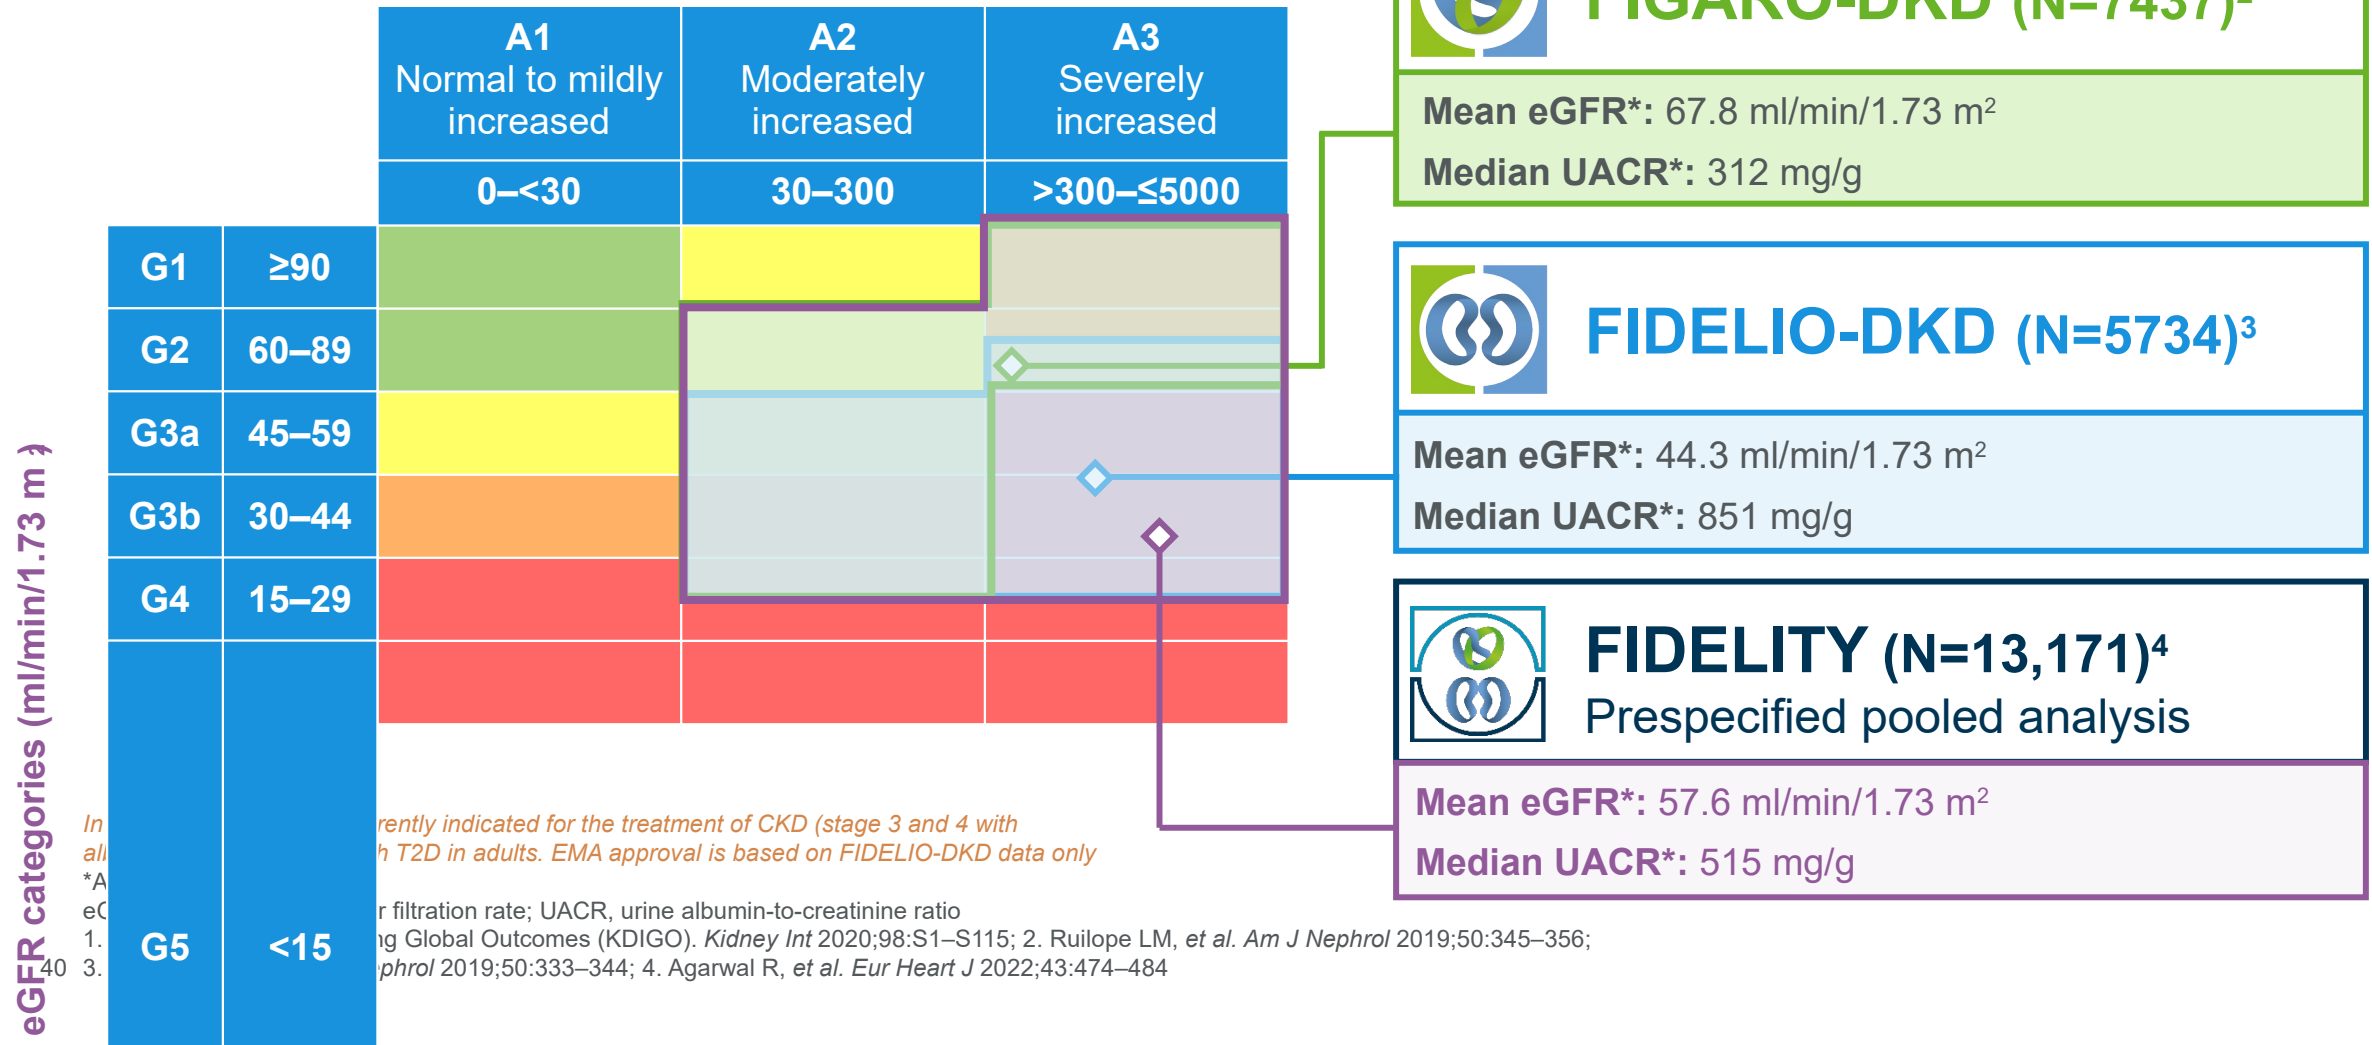 A1
Normal to mildly
increased
A2
Moderately
increased
A3
Severely
increased
0–<30
30–300
>300–≤5000
G1
≥90
G2
60–89
G3a
45–59
G3b
30–44
G4
15–29
G5
<15
eGFR categories (ml/min/1.73 m
FIGARO-DKD (N=7437)
Mean eGFR*: 67.8 ml/min/1.73 m²
Median UACR*: 312 mg/g
FIDELIO-DKD (N=5734)³
Mean eGFR*: 44.3 ml/min/1.73 m²
Median UACR*: 851 mg/g
FIDELITY (N=13,171)⁴
Prespecified pooled analysis
Mean eGFR*: 57.6 ml/min/1.73 m²
Median UACR*: 515 mg/g
In rently indicated for the treatment of CKD (stage 3 and 4 with
T2D in adults. EMA approval is based on FIDELIO-DKD data only
*A
r filtration rate; UACR, urine albumin-to-creatinine ratio
1. ng Global Outcomes (KDIGO). Kidney Int 2020;98:S1–S115; 2. Ruilope LM, et al. Am J Nephrol 2019;50:345–356;
40 3. phrol 2019;50:333–344; 4. Agarwal R, et al. Eur Heart J 2022;43:474–484